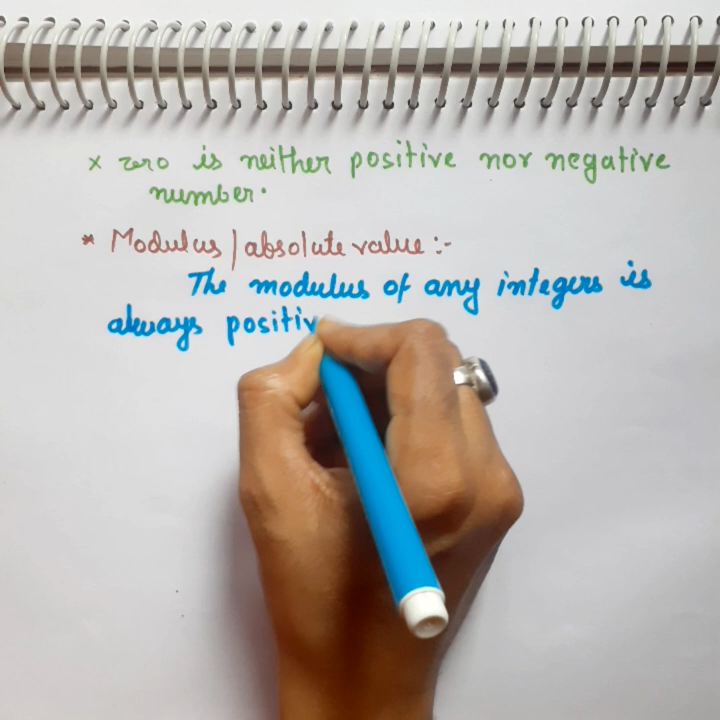 × zero is neither positive nor negative
number.
* Modulus / absolute value :-
The modulus of any integers is
always positiv